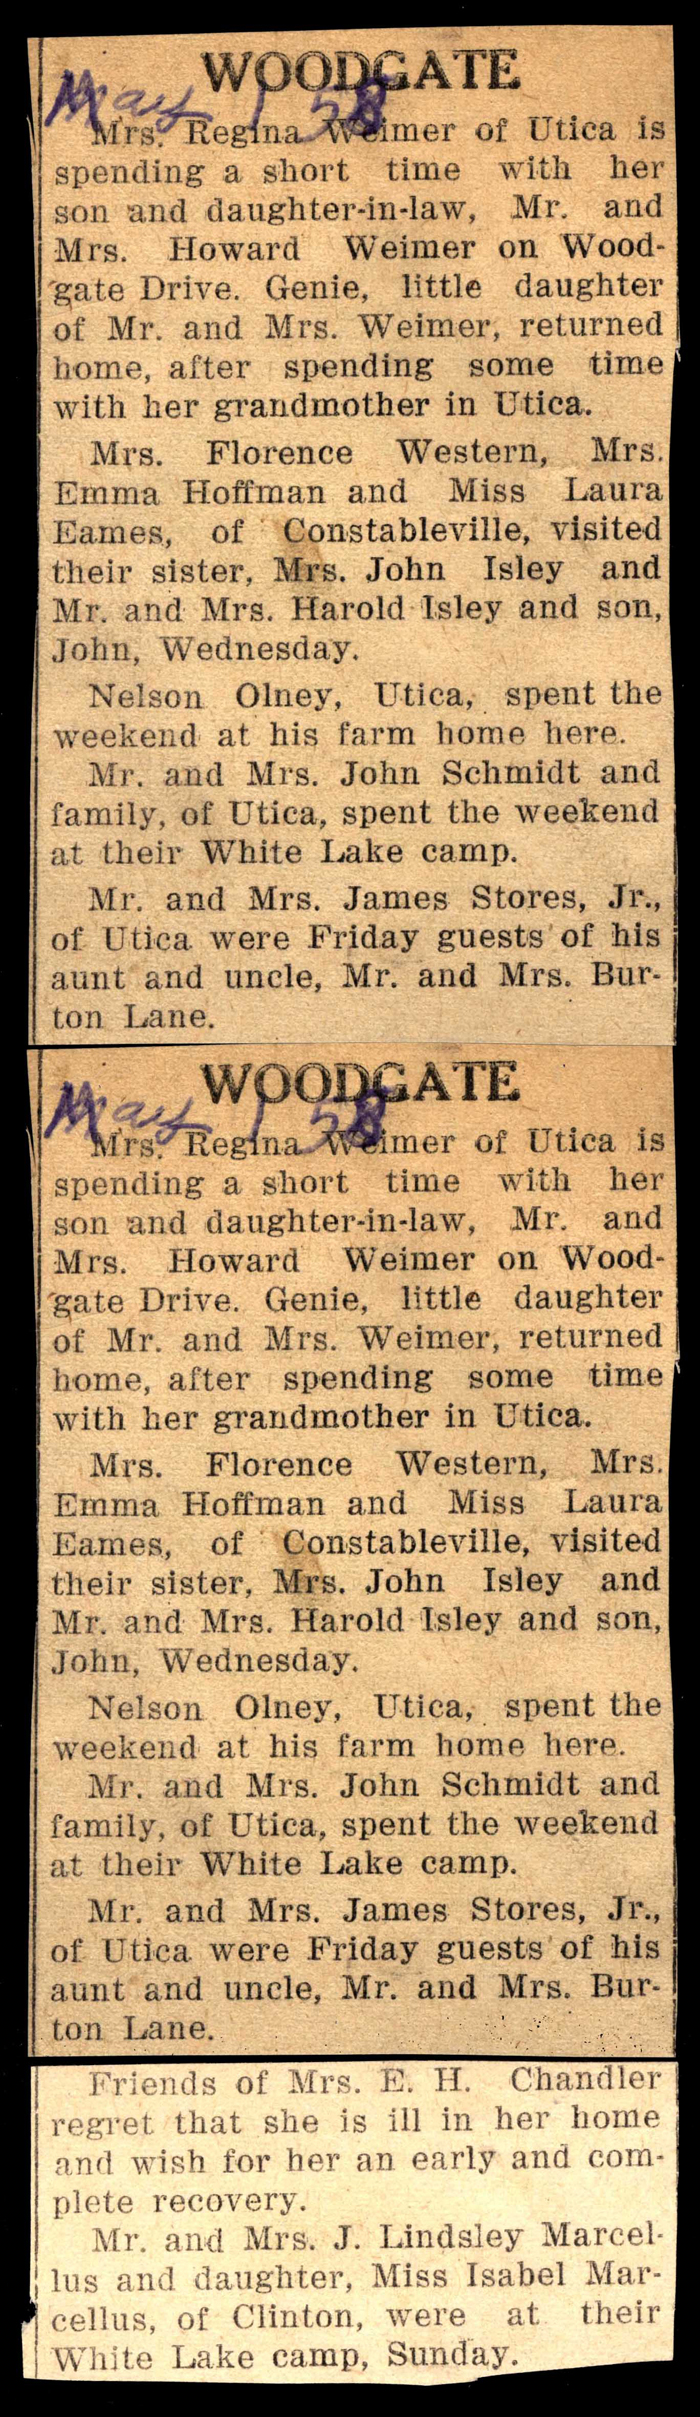 WOODGATE
May 1 58
Mrs. Regina Weimer of Utica is
spending a short time with her
son and daughter-in-law, Mr. and
Mrs. Howard Weimer on Wood-
gate Drive. Genie, little daughter
of Mr. and Mrs. Weimer, returned
home, after spending some time
with her grandmother in Utica.
Mrs. Florence Western, Mrs.
Emma Hoffman and Miss Laura
Eames, of Constableville, visited
their sister, Mrs. John Isley and
Mr. and Mrs. Harold Isley and son,
John, Wednesday.
Nelson Olney, Utica, spent the
weekend at his farm home here.
Mr. and Mrs. John Schmidt and
family, of Utica, spent the weekend
at their White Lake camp.
Mr. and Mrs. James Stores, Jr.,
of Utica were Friday guests of his
aunt and uncle, Mr. and Mrs. Bur-
ton Lane.
WOODGATE
May 1 58
Mrs. Regina Weimer of Utica is
spending a short time with her
son and daughter-in-law, Mr. and
Mrs. Howard Weimer on Wood-
gate Drive. Genie, little daughter
of Mr. and Mrs. Weimer, returned
home, after spending some time
with her grandmother in Utica.
Mrs. Florence Western, Mrs.
Emma Hoffman and Miss Laura
Eames, of Constableville, visited
their sister, Mrs. John Isley and
Mr. and Mrs. Harold Isley and son,
John, Wednesday.
Nelson Olney, Utica, spent the
weekend at his farm home here.
Mr. and Mrs. John Schmidt and
family, of Utica, spent the weekend
at their White Lake camp.
Mr. and Mrs. James Stores, Jr.,
of Utica were Friday guests of his
aunt and uncle, Mr. and Mrs. Bur-
ton Lane.
Friends of Mrs. E. H. Chandler
regret that she is ill in her home
and wish for her an early and com-
plete recovery.
Mr. and Mrs. J. Lindsley Marcel-
lus and daughter, Miss Isabel Mar-
cellus, of Clinton, were at their
White Lake camp, Sunday.